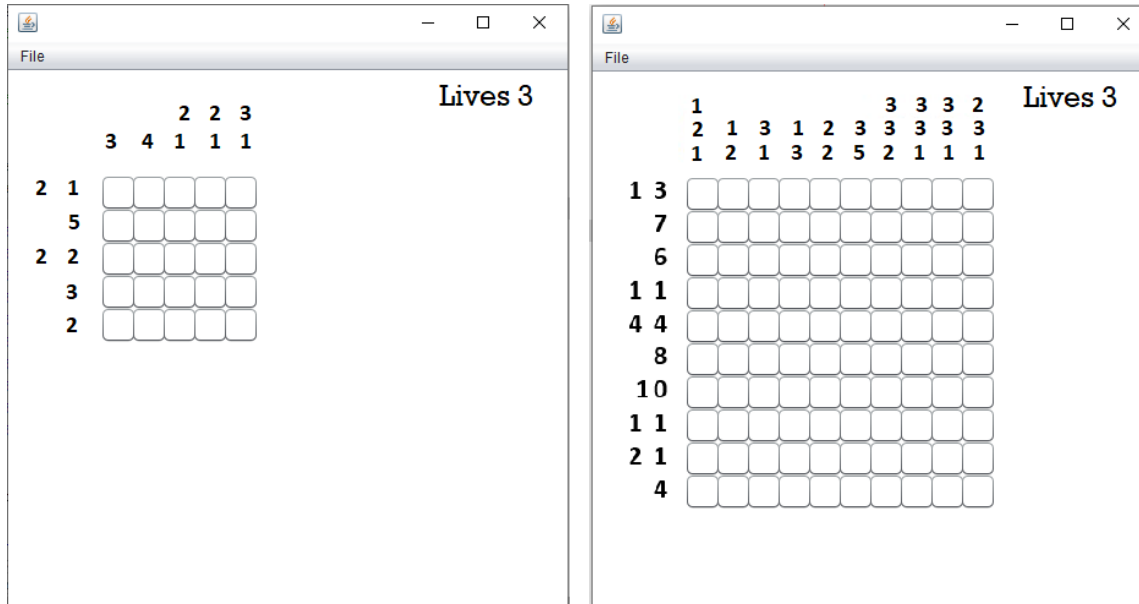 File
Lives 3
2 2 3
3 4 1 1 1
2 1
5
2 2
3
2
File
Lives 3
1 3 3 3 2
2 1 3 1 2 3 3 3 3 3
1 2 1 3 2 5 2 1 1 1
1 3
7
6
1 1
4 4
8
10
1 1
2 1
4